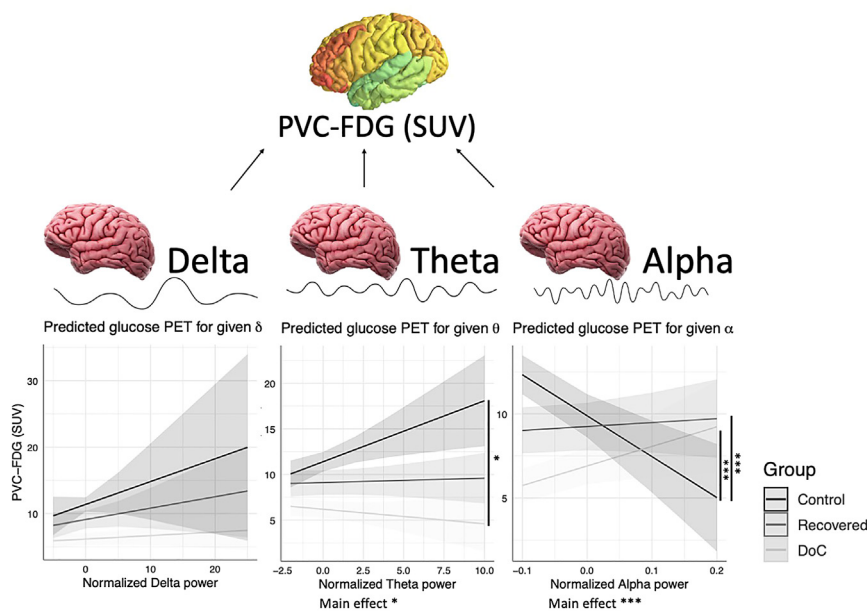 PVC-FDG (SUV)
Delta
Theta
Alpha
Predicted glucose PET for given δ
Predicted glucose PET for given θ
Predicted glucose PET for given α
PVC-FDG (SUV)
30
20
10
0
10
20
Normalized Delta power
20
15
10
5
*
-2.5
0.0
2.5
5.0
7.5
10.0
Normalized Theta power
Main effect *
10
5
***
***
-0.1
0.0
0.1
0.2
Normalized Alpha power
Main effect ***
Group
Control
Recovered
DoC